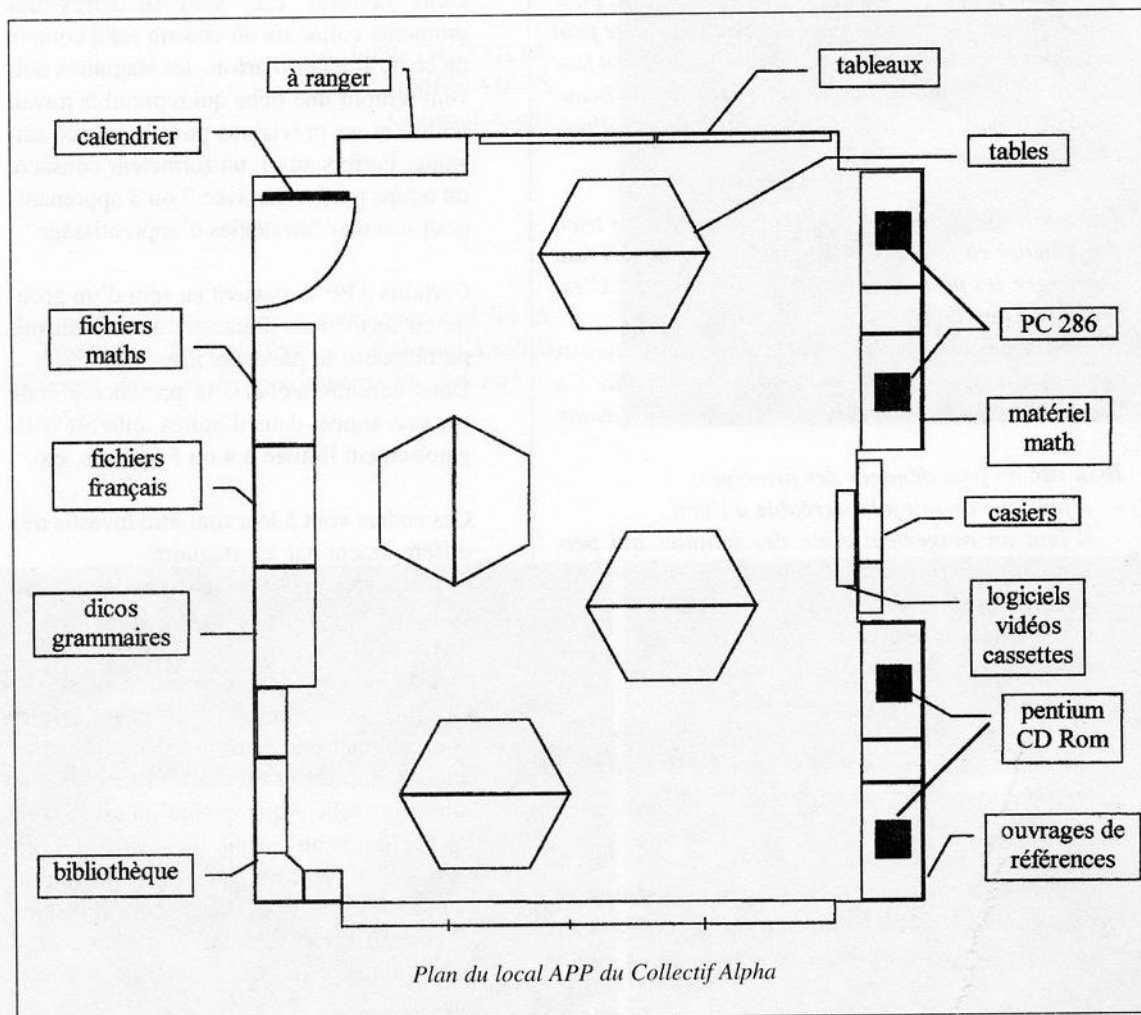 à ranger
tableaux
calendrier
tables
fichiers
maths
PC 286
matériel
math
fichiers
français
casiers
dicos
grammaires
logiciels
vidéos
cassettes
pentium
CD Rom
bibliothèque
ouvrages de
références
Plan du local APP du Collectif Alpha